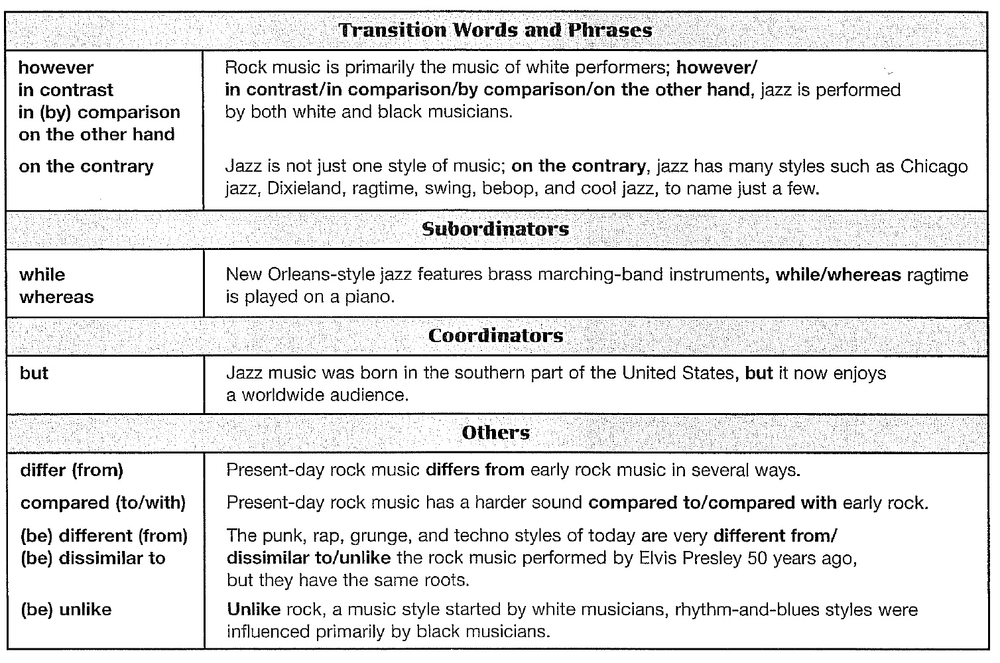 Transition Words and Phrases
however
in contrast
in (by) comparison
on the other hand
Rock music is primarily the music of white performers; however/
in contrast/in comparison/by comparison/on the other hand, jazz is performed
by both white and black musicians.
on the contrary
Jazz is not just one style of music; on the contrary, jazz has many styles such as Chicago
jazz, Dixieland, ragtime, swing, bebop, and cool jazz, to name just a few.
Subordinators
while
whereas
New Orleans-style jazz features brass marching-band instruments, while/whereas ragtime
is played on a piano.
Coordinators
but
Jazz music was born in the southern part of the United States, but it now enjoys
a worldwide audience.
Others
differ (from)
Present-day rock music differs from early rock music in several ways.
compared (to/with)
Present-day rock music has a harder sound compared to/compared with early rock.
(be) different (from)
(be) dissimilar to
The punk, rap, grunge, and techno styles of today are very different from/
dissimilar to/unlike the rock music performed by Elvis Presley 50 years ago,
but they have the same roots.
(be) unlike
Unlike rock, a music style started by white musicians, rhythm-and-blues styles were
influenced primarily by black musicians.